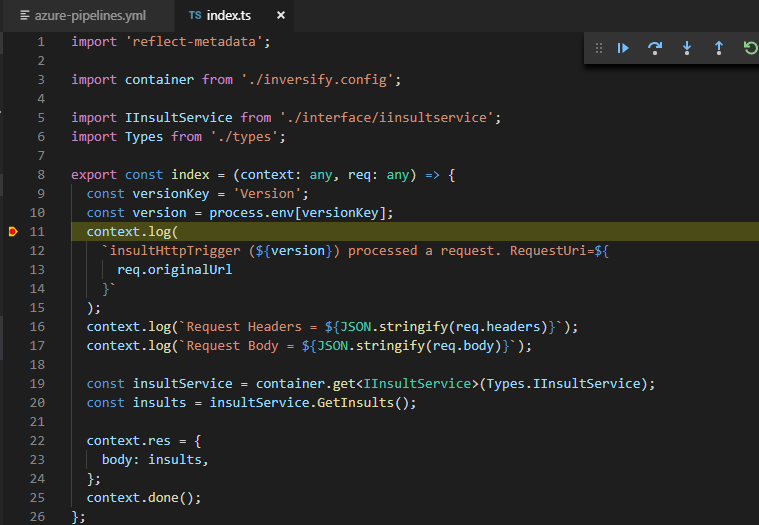 azure-pipelines.yml
TS index.ts ×
1 import 'reflect-metadata';
2
3 import container from './inversify.config';
4
5 import IInsultService from './interface/iinsultservice';
6 import Types from './types';
7
8 export const index = (context: any, req: any) => {
9   const versionKey = 'Version';
10   const version = process.env[versionKey];
11   context.log(
12     `insultHttpTrigger (${version}) processed a request. RequestUri=${
13       req.originalUrl
14     }`
15   );
16   context.log(`Request Headers = ${JSON.stringify(req.headers)}`);
17   context.log(`Request Body = ${JSON.stringify(req.body)}`);
18
19   const insultService = container.get<IInsultService>(Types.IInsultService);
20   const insults = insultService.GetInsults();
21
22   context.res = {
23     body: insults,
24   };
25   context.done();
26 };